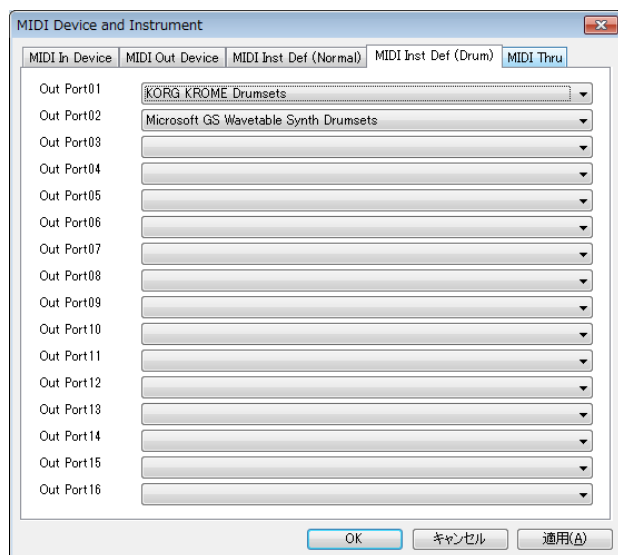 MIDI Device and Instrument
MIDI In Device MIDI Out Device MIDI Inst Def (Normal) MIDI Inst Def (Drum) MIDI Thru
Out Port01 KORG KROME Drumsets
Out Port02 Microsoft GS Wavetable Synth Drumsets
Out Port03
Out Port04
Out Port05
Out Port06
Out Port07
Out Port08
Out Port09
Out Port10
Out Port11
Out Port12
Out Port13
Out Port14
Out Port15
Out Port16
OK キャンセル 適用(A)